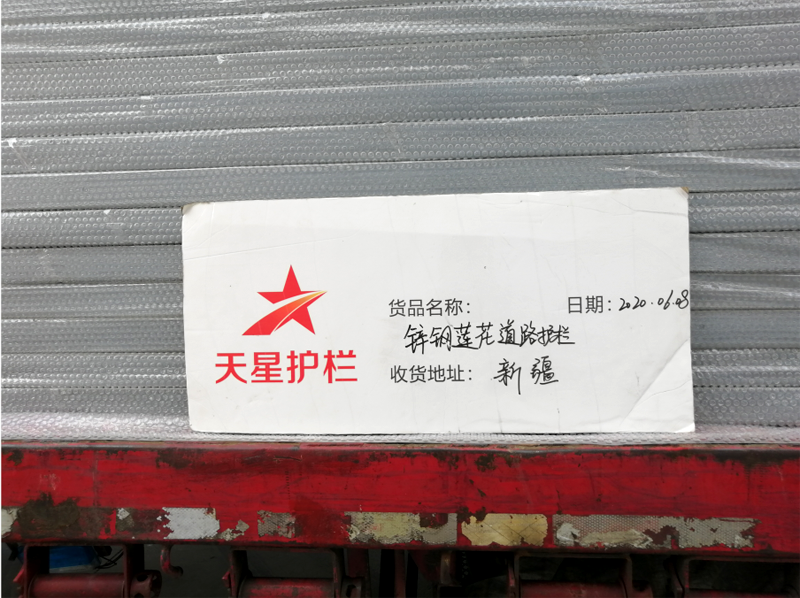 天星护栏
货品名称：
日期：2020.06.08
锌钢莲花道路护栏
收货地址：新疆